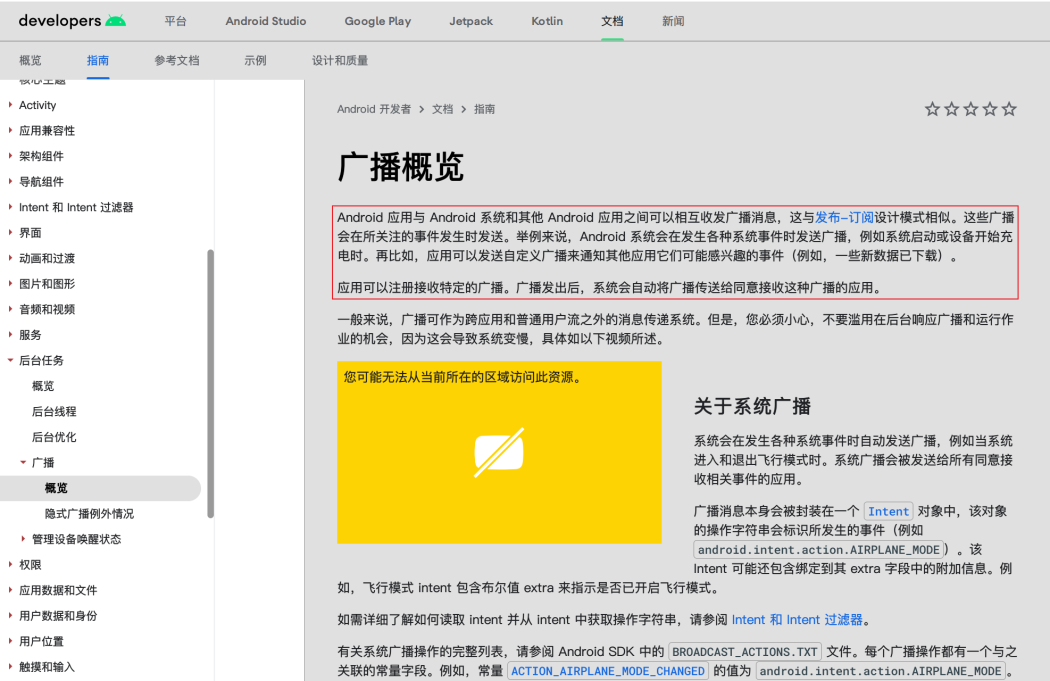 developers 平台 Android Studio Google Play Jetpack Kotlin 文档 新闻
概览 指南 参考文档 示例 设计和质量
核心主题
Activity
应用兼容性
架构组件
导航组件
Intent 和 Intent 过滤器
界面
动画和过渡
图片和图形
音频和视频
服务
后台任务
概览
后台线程
后台优化
广播
概览
隐式广播例外情况
管理设备唤醒状态
权限
应用数据和文件
用户数据和身份
用户位置
触摸和输入
Android 开发者 > 文档 > 指南
广播概览
Android 应用与 Android 系统和其他 Android 应用之间可以相互收发广播消息，这与发布-订阅设计模式相似。这些广播
会在所关注的事件发生时发送。举例来说，Android 系统会在发生各种系统事件时发送广播，例如系统启动或设备开始充
电时。再比如，应用可以发送自定义广播来通知其他应用它们可能感兴趣的事件（例如，一些新数据已下载）。
应用可以注册接收特定的广播。广播发出后，系统会自动将广播传送给同意接收这种广播的应用。
一般来说，广播可作为跨应用和普通用户流之外的消息传递系统。但是，您必须小心，不要滥用在后台响应广播和运行作
业的机会，因为这会导致系统变慢，具体如以下视频所述。
您可能无法从当前所在的区域访问此资源。
关于系统广播
系统会在发生各种系统事件时自动发送广播，例如当系统
进入和退出飞行模式时。系统广播会被发送给所有同意接
收相关事件的应用。
广播消息本身会被封装在一个 Intent 对象中，该对象
的操作字符串会标识所发生的事件（例如
android.intent.action.AIRPLANE_MODE）。该
Intent 可能还包含绑定到其 extra 字段中的附加信息。例
如，飞行模式 intent 包含布尔值 extra 来指示是否已开启飞行模式。
如需详细了解如何读取 intent 并从 intent 中获取操作字符串，请参阅 Intent 和 Intent 过滤器。
有关系统广播操作的完整列表，请参阅 Android SDK 中的 BROADCAST_ACTIONS.TXT 文件。每个广播操作都有一个与之
关联的常量字段。例如，常量 ACTION_AIRPLANE_MODE_CHANGED 的值为 android.intent.action.AIRPLANE_MODE。